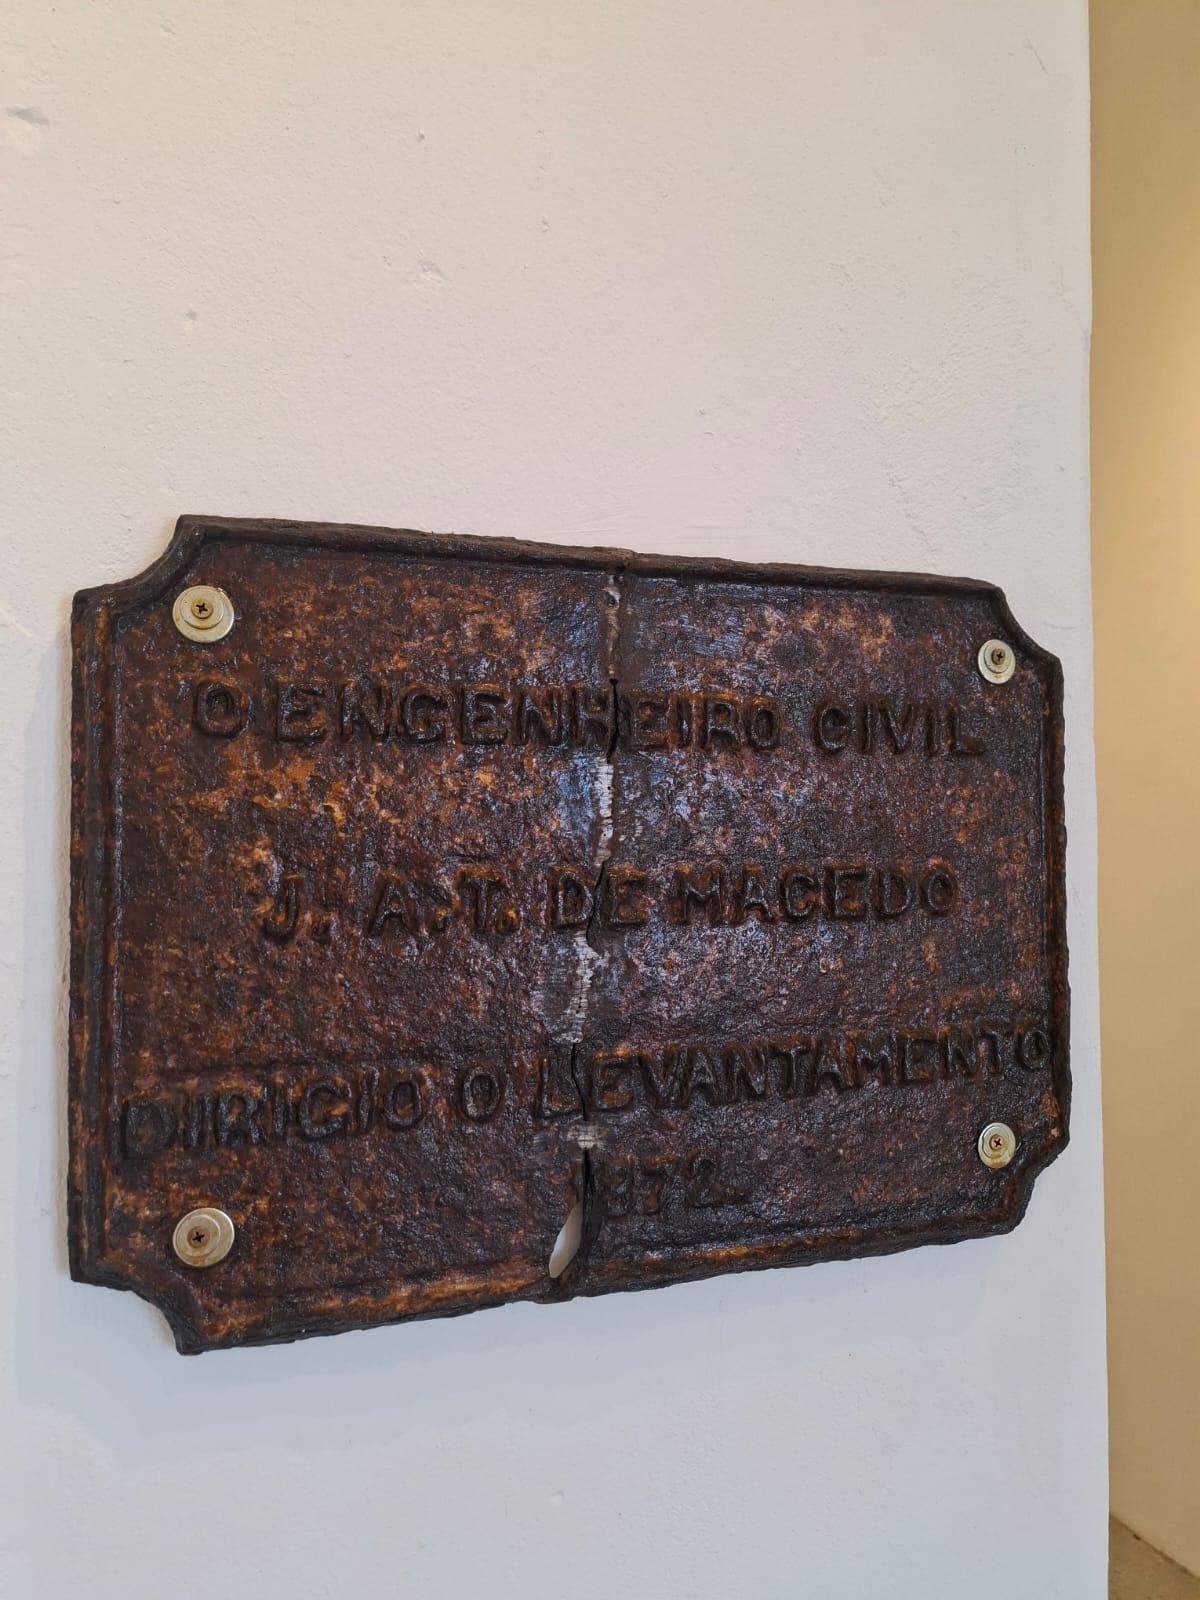 O ENGENHEIRO CIVIL
J. A. T. DE MACEDO
DIRIGIO O LEVANTAMENTO
1872